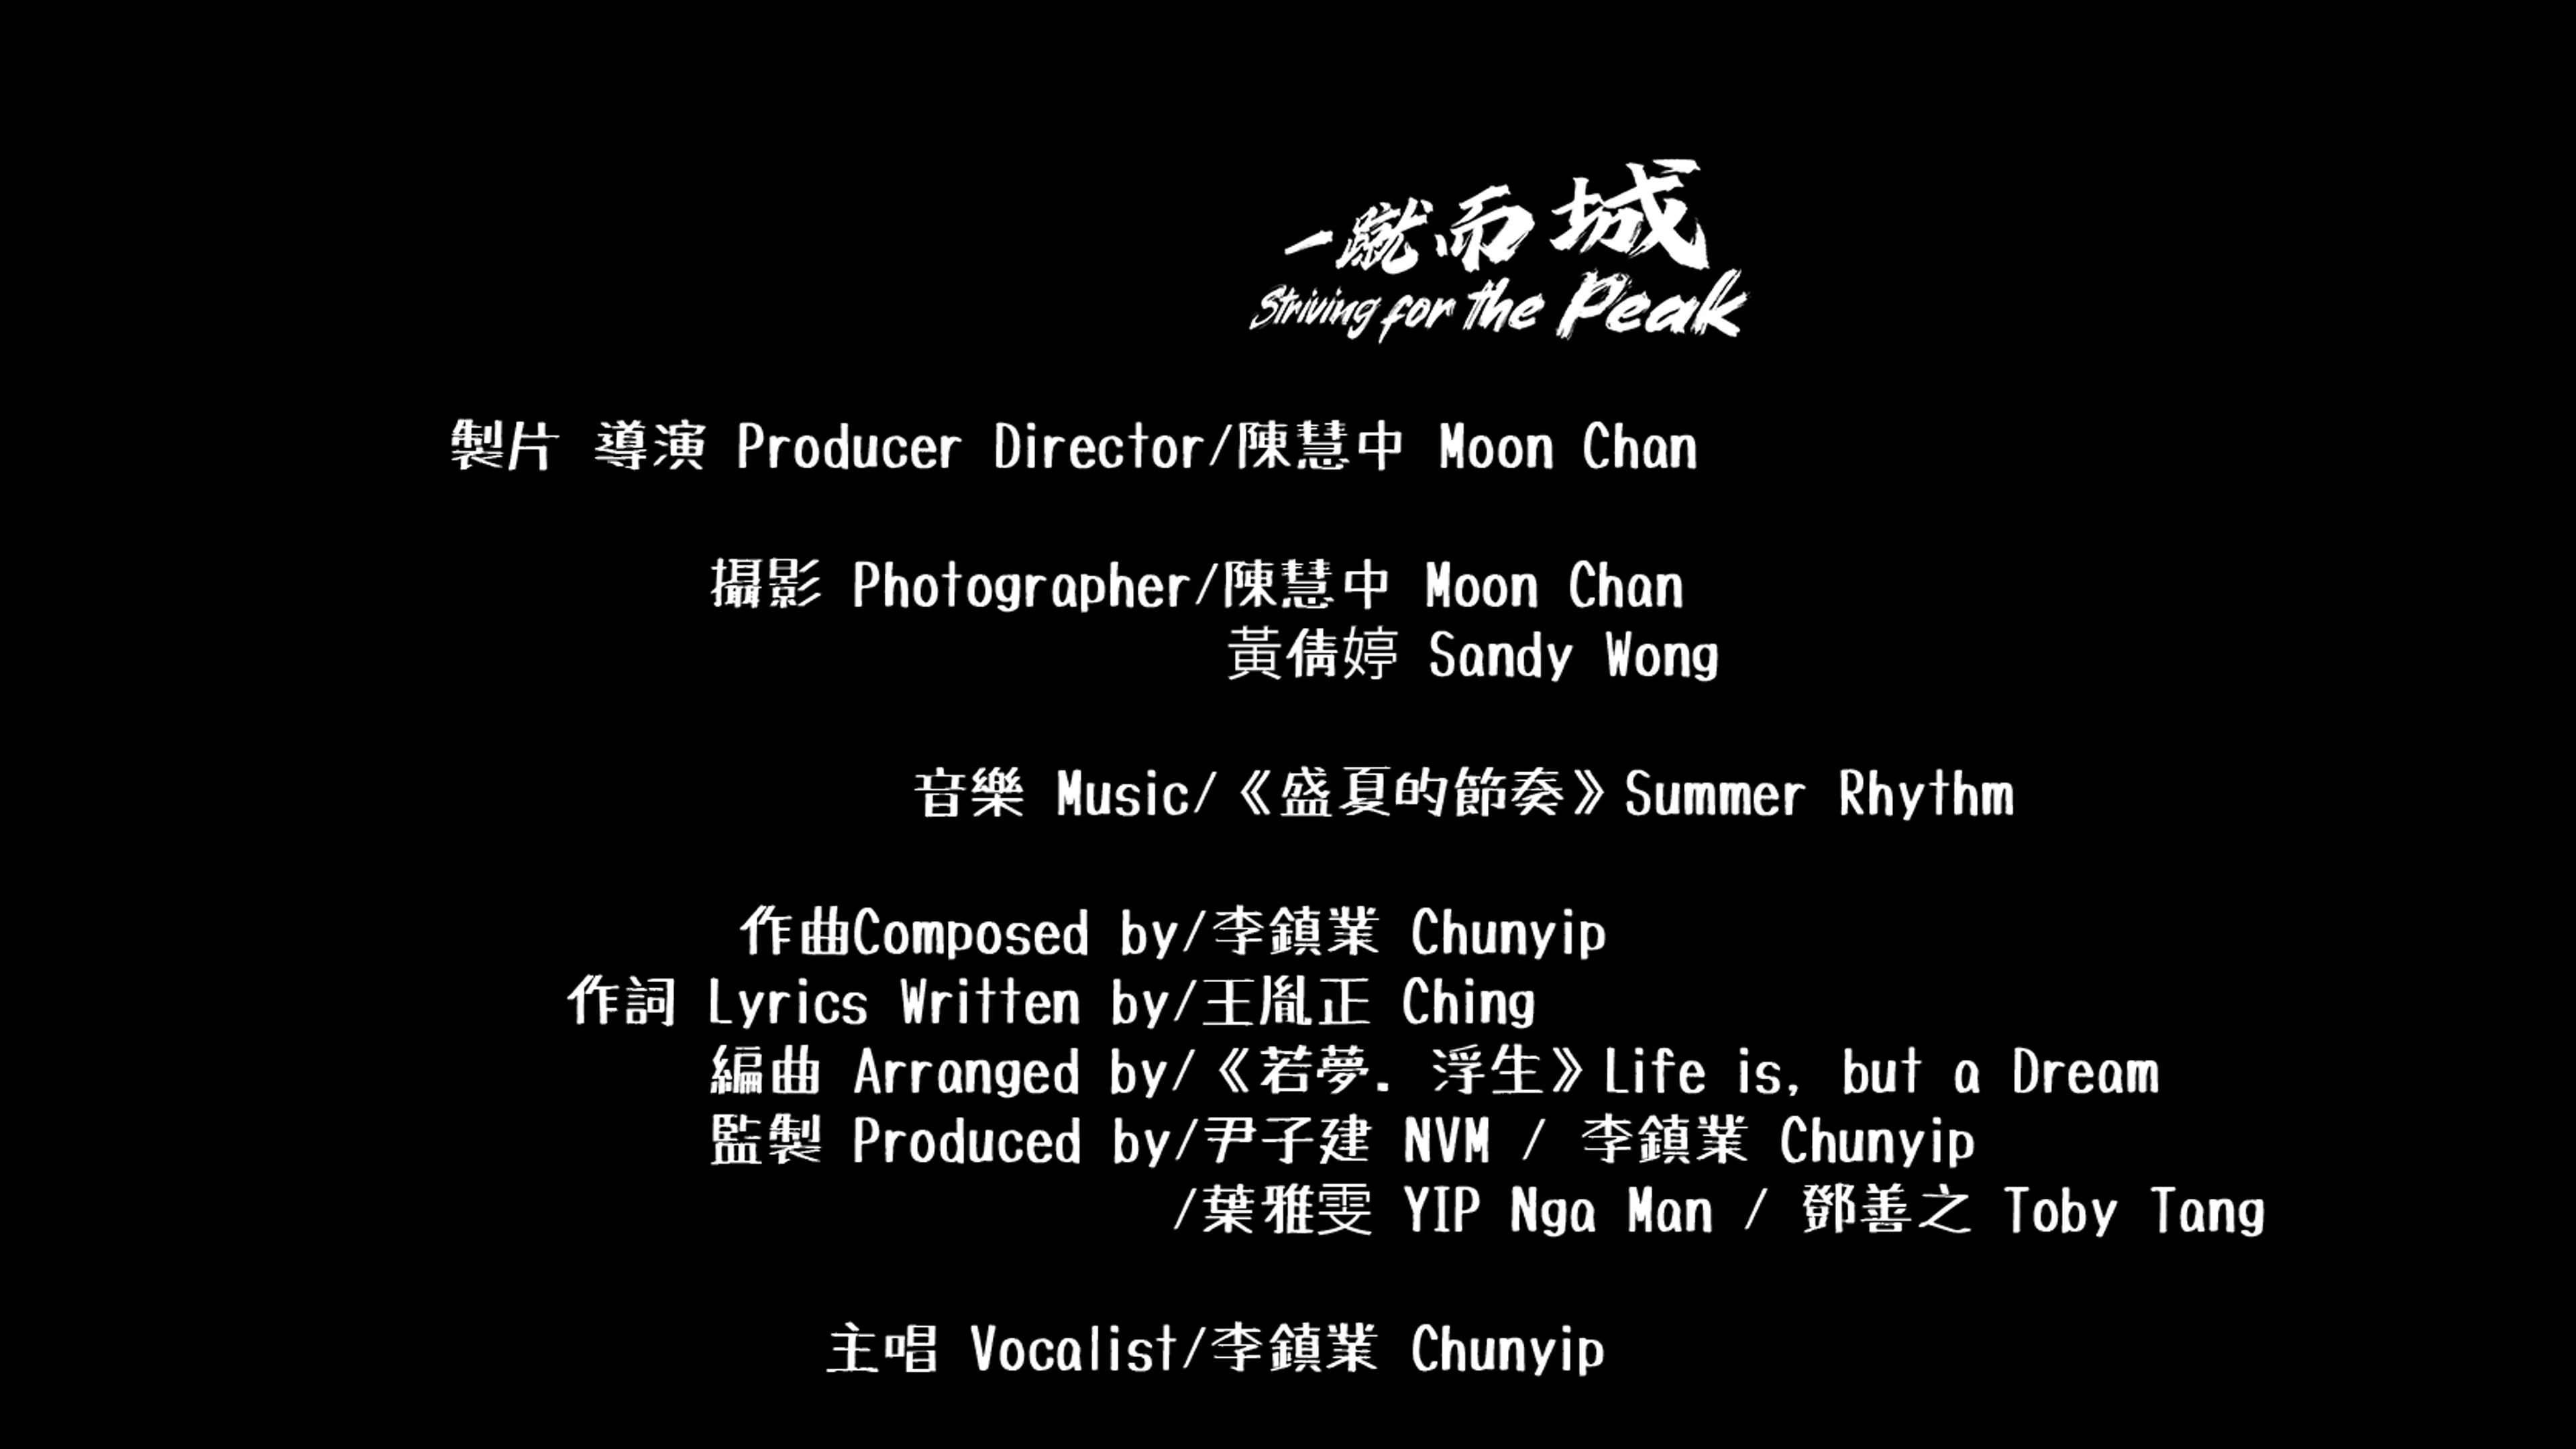 一蹴而城
Striving for the Peak
製片 導演 Producer Director/陳慧中 Moon Chan
攝影 Photographer/陳慧中 Moon Chan
黃倩婷 Sandy Wong
音樂 Music/《盛夏的節奏》Summer Rhythm
作曲Composed by/李鎮業 Chunyip
作詞 Lyrics Written by/王胤正 Ching
編曲 Arranged by/《若夢. 浮生》Life is, but a Dream
監製 Produced by/尹子建 NVM / 李鎮業 Chunyip
/葉雅雯 YIP Nga Man / 鄧善之 Toby Tang
主唱 Vocalist/李鎮業 Chunyip